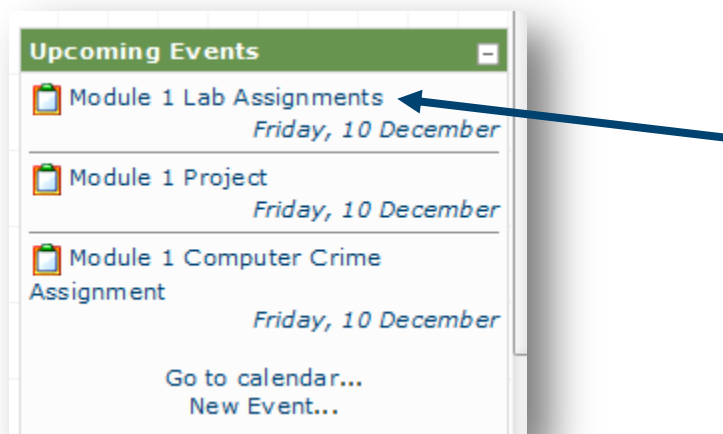 Upcoming Events
Module 1 Lab Assignments
Friday, 10 December
Module 1 Project
Friday, 10 December
Module 1 Computer Crime
Assignment
Friday, 10 December
Go to calendar...
New Event...